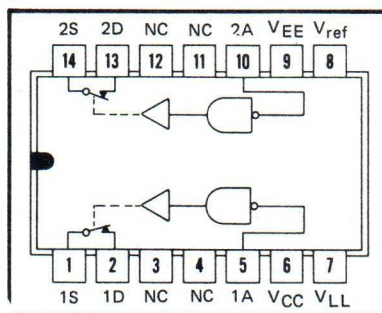 2S 2D NC NC 2A VEE Vref
14 13 12 11 10 9 8
1 2 3 4 5 6 7
1S 1D NC NC 1A VCC VLL